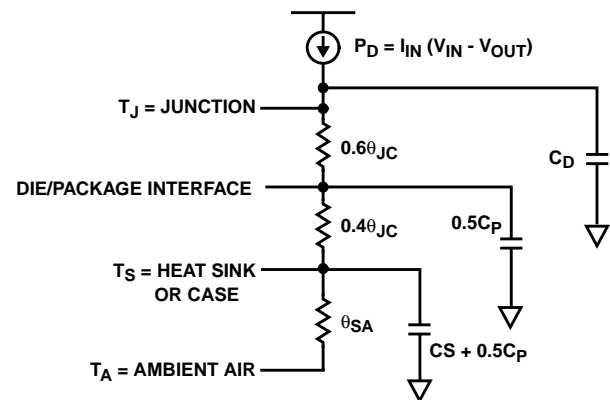 P_D = I_IN (V_IN - V_OUT)
T_J = JUNCTION
0.6θ_JC
C_D
DIE/PACKAGE INTERFACE
0.4θ_JC
0.5C_P
T_S = HEAT SINK
OR CASE
θ_SA
CS + 0.5C_P
T_A = AMBIENT AIR